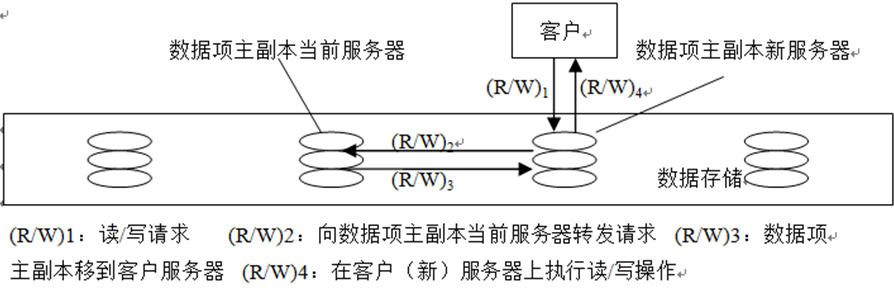 客户
数据项主副本当前服务器
数据项主副本新服务器
(R/W)1
(R/W)4
(R/W)2
(R/W)3
数据存储
(R/W)1：读/写请求 (R/W)2：向数据项主副本当前服务器转发请求 (R/W)3：数据项
主副本移到客户服务器 (R/W)4：在客户（新）服务器上执行读/写操作